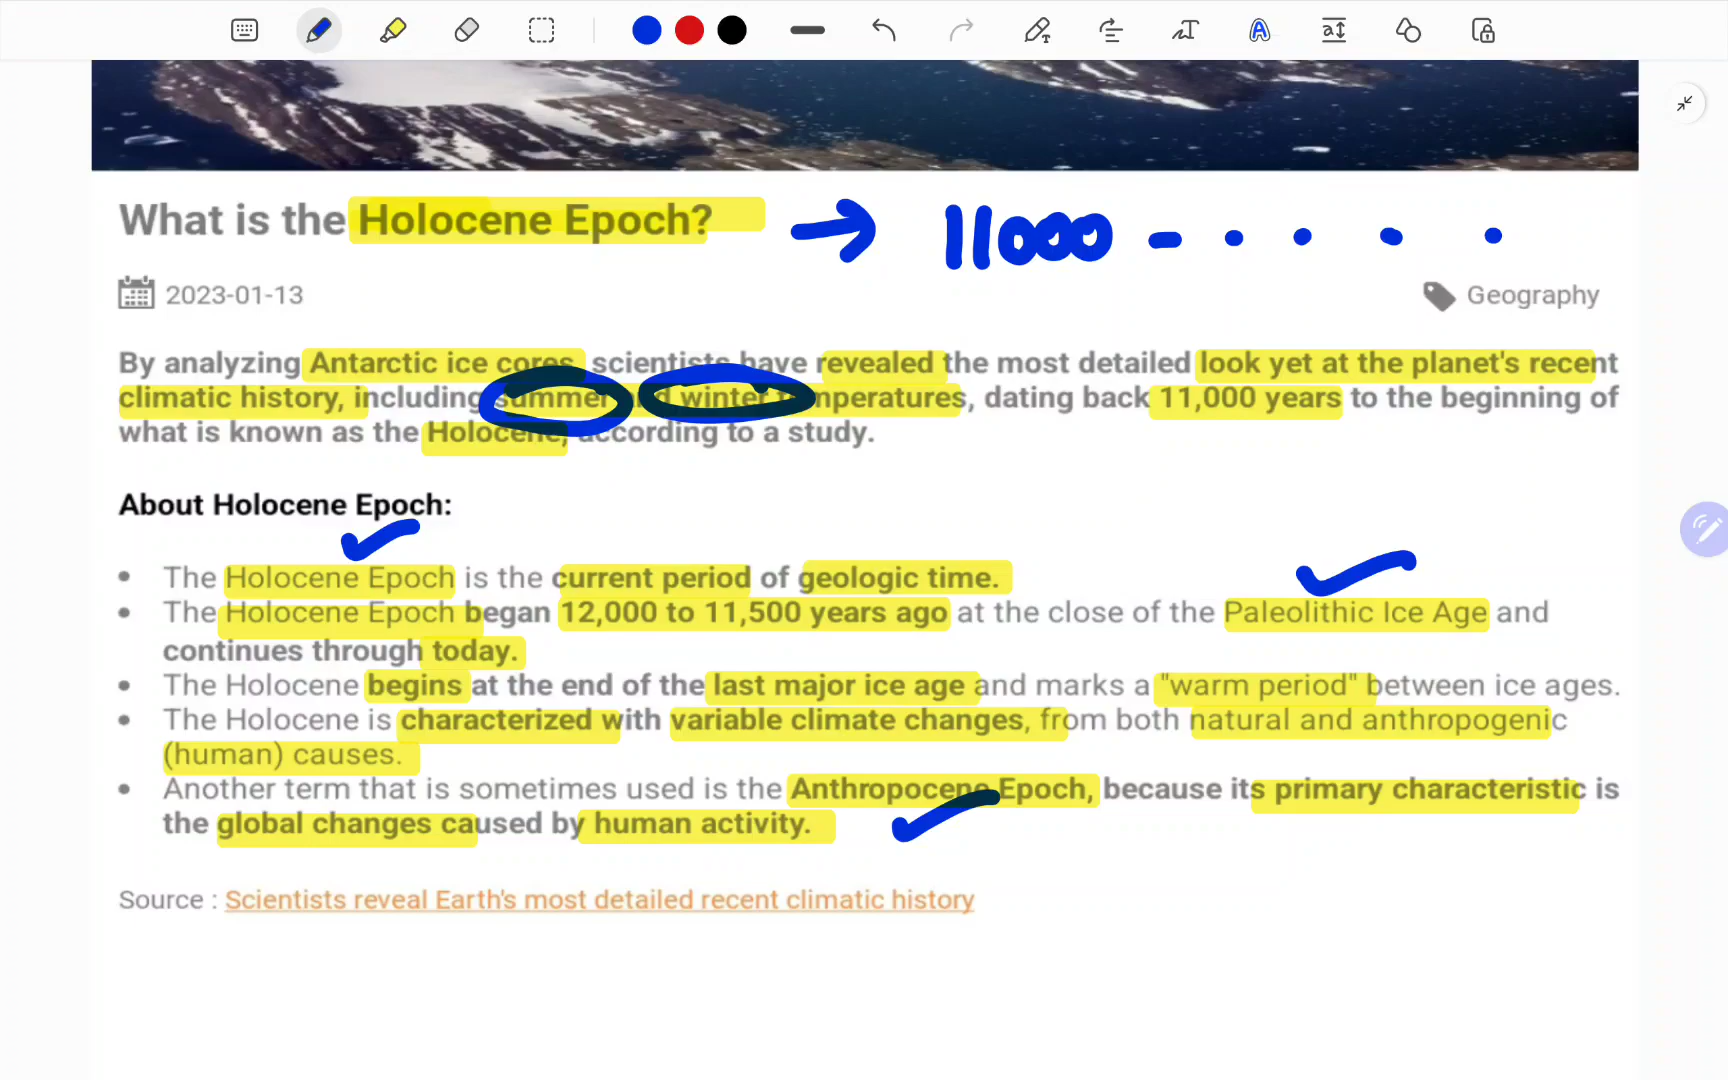 What is the Holocene Epoch? → 11000 - . . . .
2023-01-13 Geography
By analyzing Antarctic ice cores, scientists have revealed the most detailed look yet at the planet's recent
climatic history, including summer and winter temperatures, dating back 11,000 years to the beginning of
what is known as the Holocene, according to a study.
About Holocene Epoch:
• The Holocene Epoch is the current period of geologic time.
• The Holocene Epoch began 12,000 to 11,500 years ago at the close of the Paleolithic Ice Age and
continues through today.
• The Holocene begins at the end of the last major ice age and marks a "warm period" between ice ages.
• The Holocene is characterized with variable climate changes, from both natural and anthropogenic
(human) causes.
• Another term that is sometimes used is the Anthropocene Epoch, because its primary characteristic is
the global changes caused by human activity.
Source : Scientists reveal Earth's most detailed recent climatic history